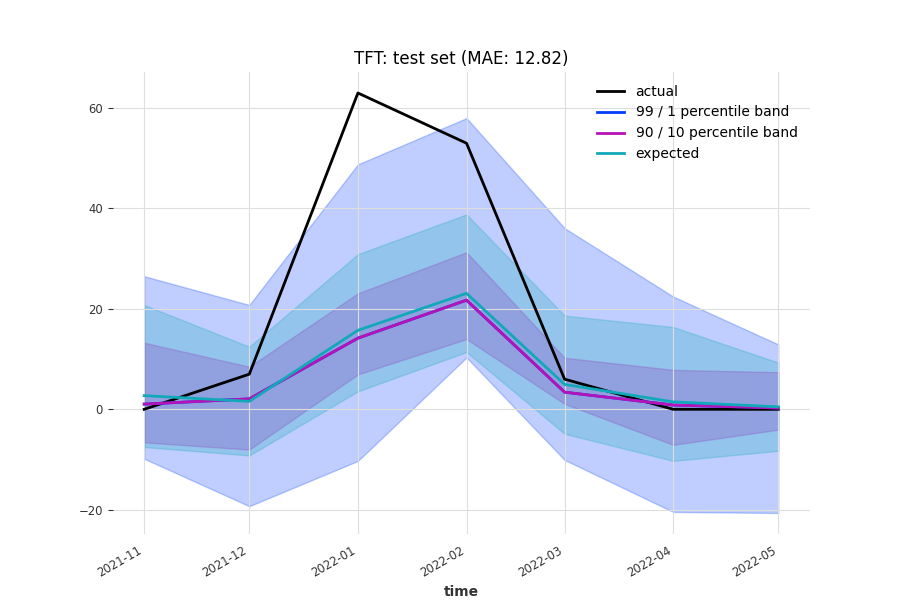 TFT: test set (MAE: 12.82)
actual
99 / 1 percentile band
90 / 10 percentile band
expected
60
40
20
0
−20
2021-11
2021-12
2022-01
2022-02
2022-03
2022-04
2022-05
time